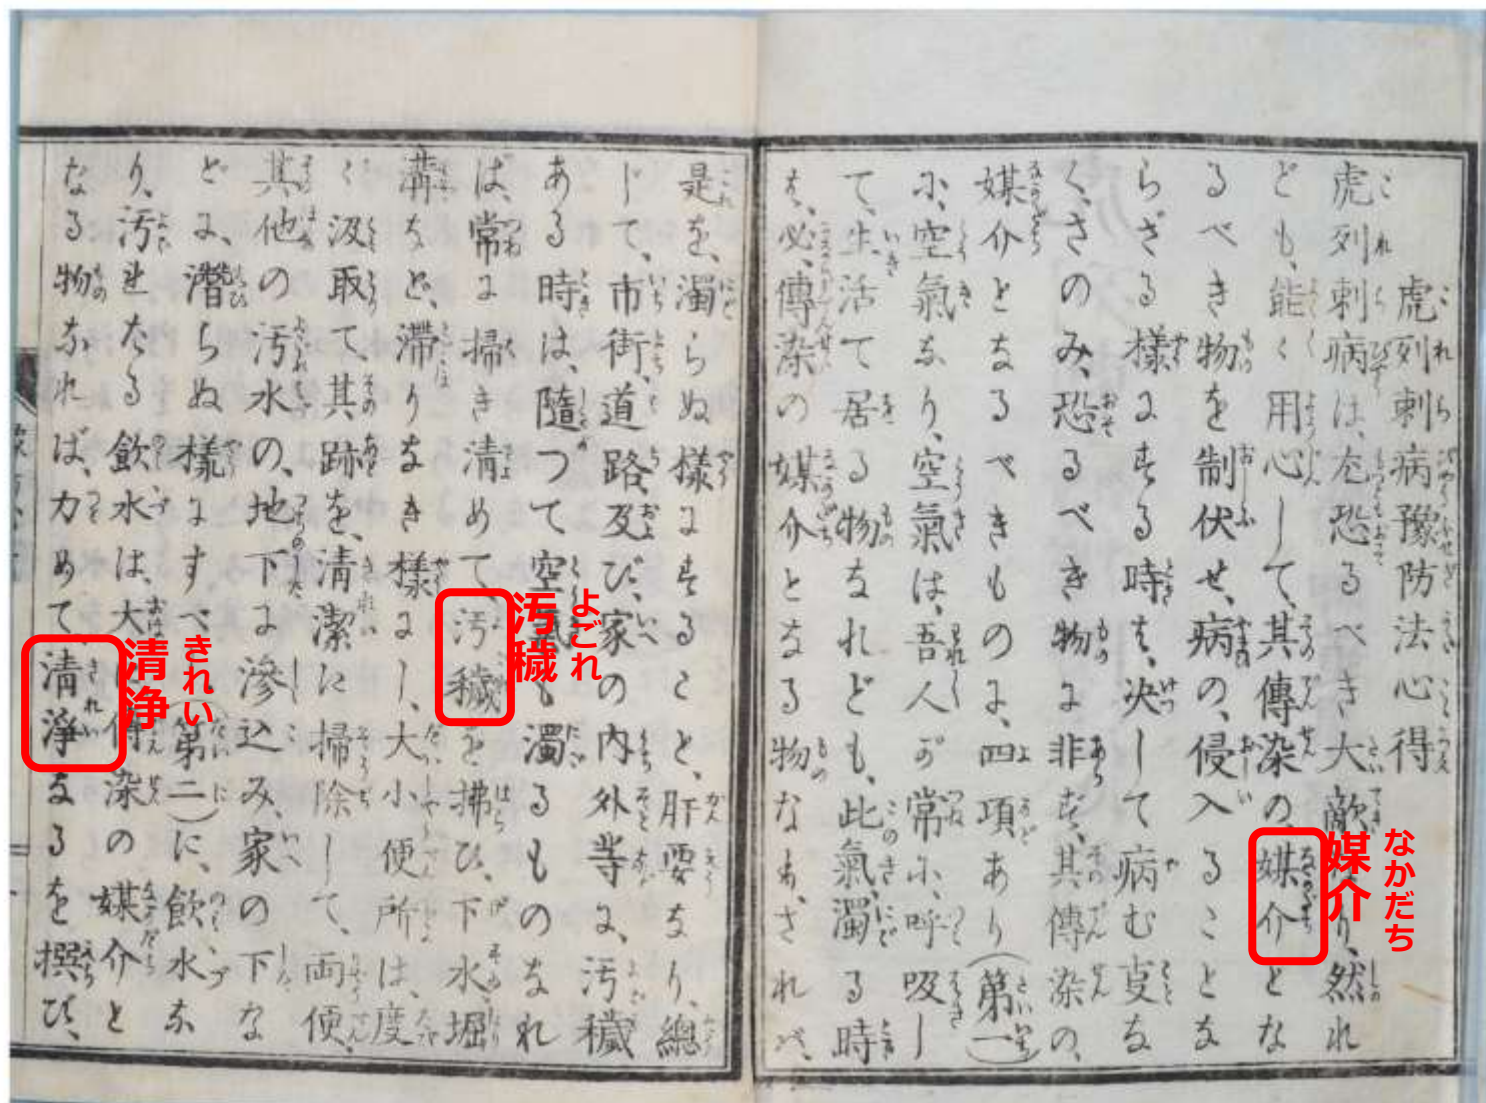 虎列剌病豫防法心得
虎列剌病は、尤恐るべき大敵なり、然れ
ども、能く用心して、其傳染の、媒介とな
るべき物を制伏せ、病の、侵入ることな
らざる様にする時は、决して病む叓な
く、さのみ、恐るべき物に非ず、其傳染の、
媒介となるべきものに、四項あり(第一)
に、空氣なり、空氣は、吾人が常に、呼吸し
て、生活て居る物なれども、此氣、濁る時
は、必、傳染の媒介となる物なり、されバ、
是を、濁らぬ様にすること、肝要なり、總
じて、市街、道路、及び、家の内外等に、汚穢
ある時は、隨つて空氣も濁るものなれ
ば、常に掃き清めて、汚穢を拂ひ、下水、堀
溝など、滯りなき様にし、大小便所は、度
く汲取て、其跡を、清潔に掃除して、両便、
其他の汚水の、地下に滲込み、家の下な
どに、潜らぬ様にすべし(第二)に、飲水な
り、汚れたる飲水は、大に傳染の媒介と
なる物なれば、力めて、清淨なるを撰び、
媒介
なかだち
汚穢
よごれ
清浄
きれい